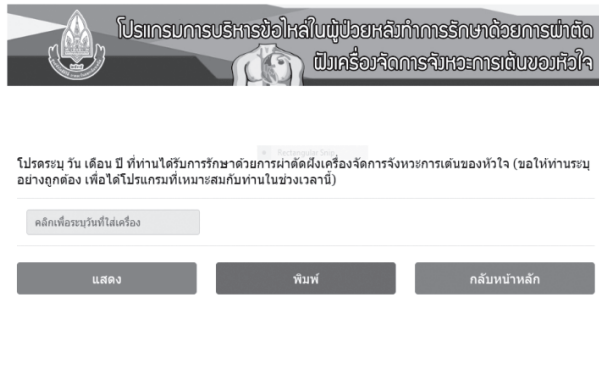 โปรแกรมการบริหารข้อไหล่ในผู้ป่วยหลังทำการรักษาด้วยการผ่าตัด
ฝังเครื่องจัดการจังหวะการเต้นของหัวใจ
Rectangular Snip
โปรดระบุ วัน เดือน ปี ที่ท่านได้รับการรักษาด้วยการผ่าตัดฝังเครื่องจัดการจังหวะการเต้นของหัวใจ (ขอให้ท่านระบุ
อย่างถูกต้อง เพื่อได้โปรแกรมที่เหมาะสมกับท่านในช่วงเวลานี้)
คลิกเพื่อระบุวันที่ใส่เครื่อง
แสดง
พิมพ์
กลับหน้าหลัก